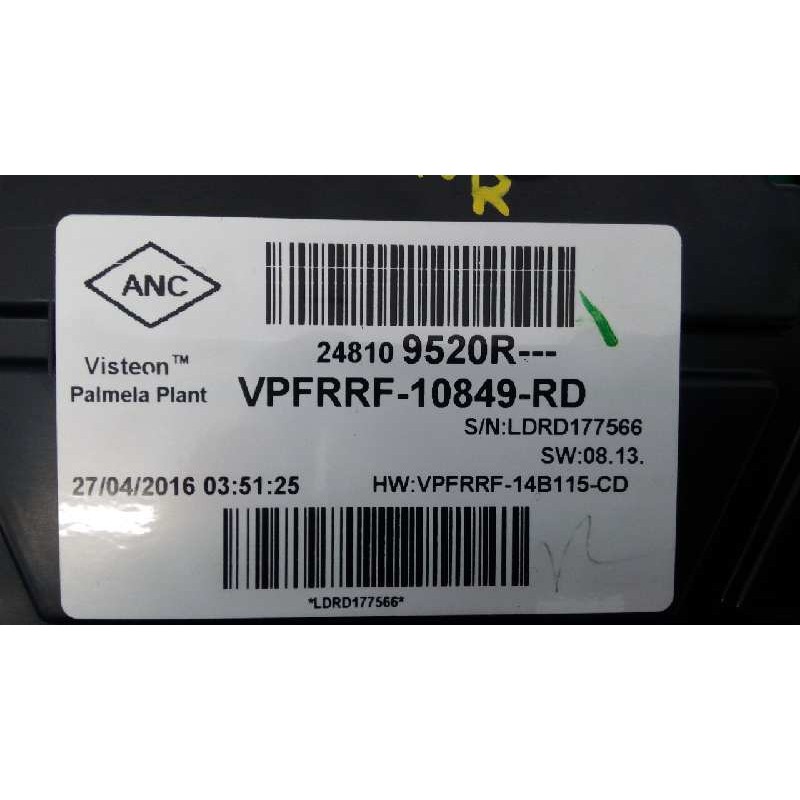 R
ANC
24810 9520R---
Visteon™
Palmela Plant
VPFRRF-10849-RD
S/N:LDRD177566
SW:08.13.
27/04/2016 03:51:25
HW:VPFRRF-14B115-CD
*LDRD177566*